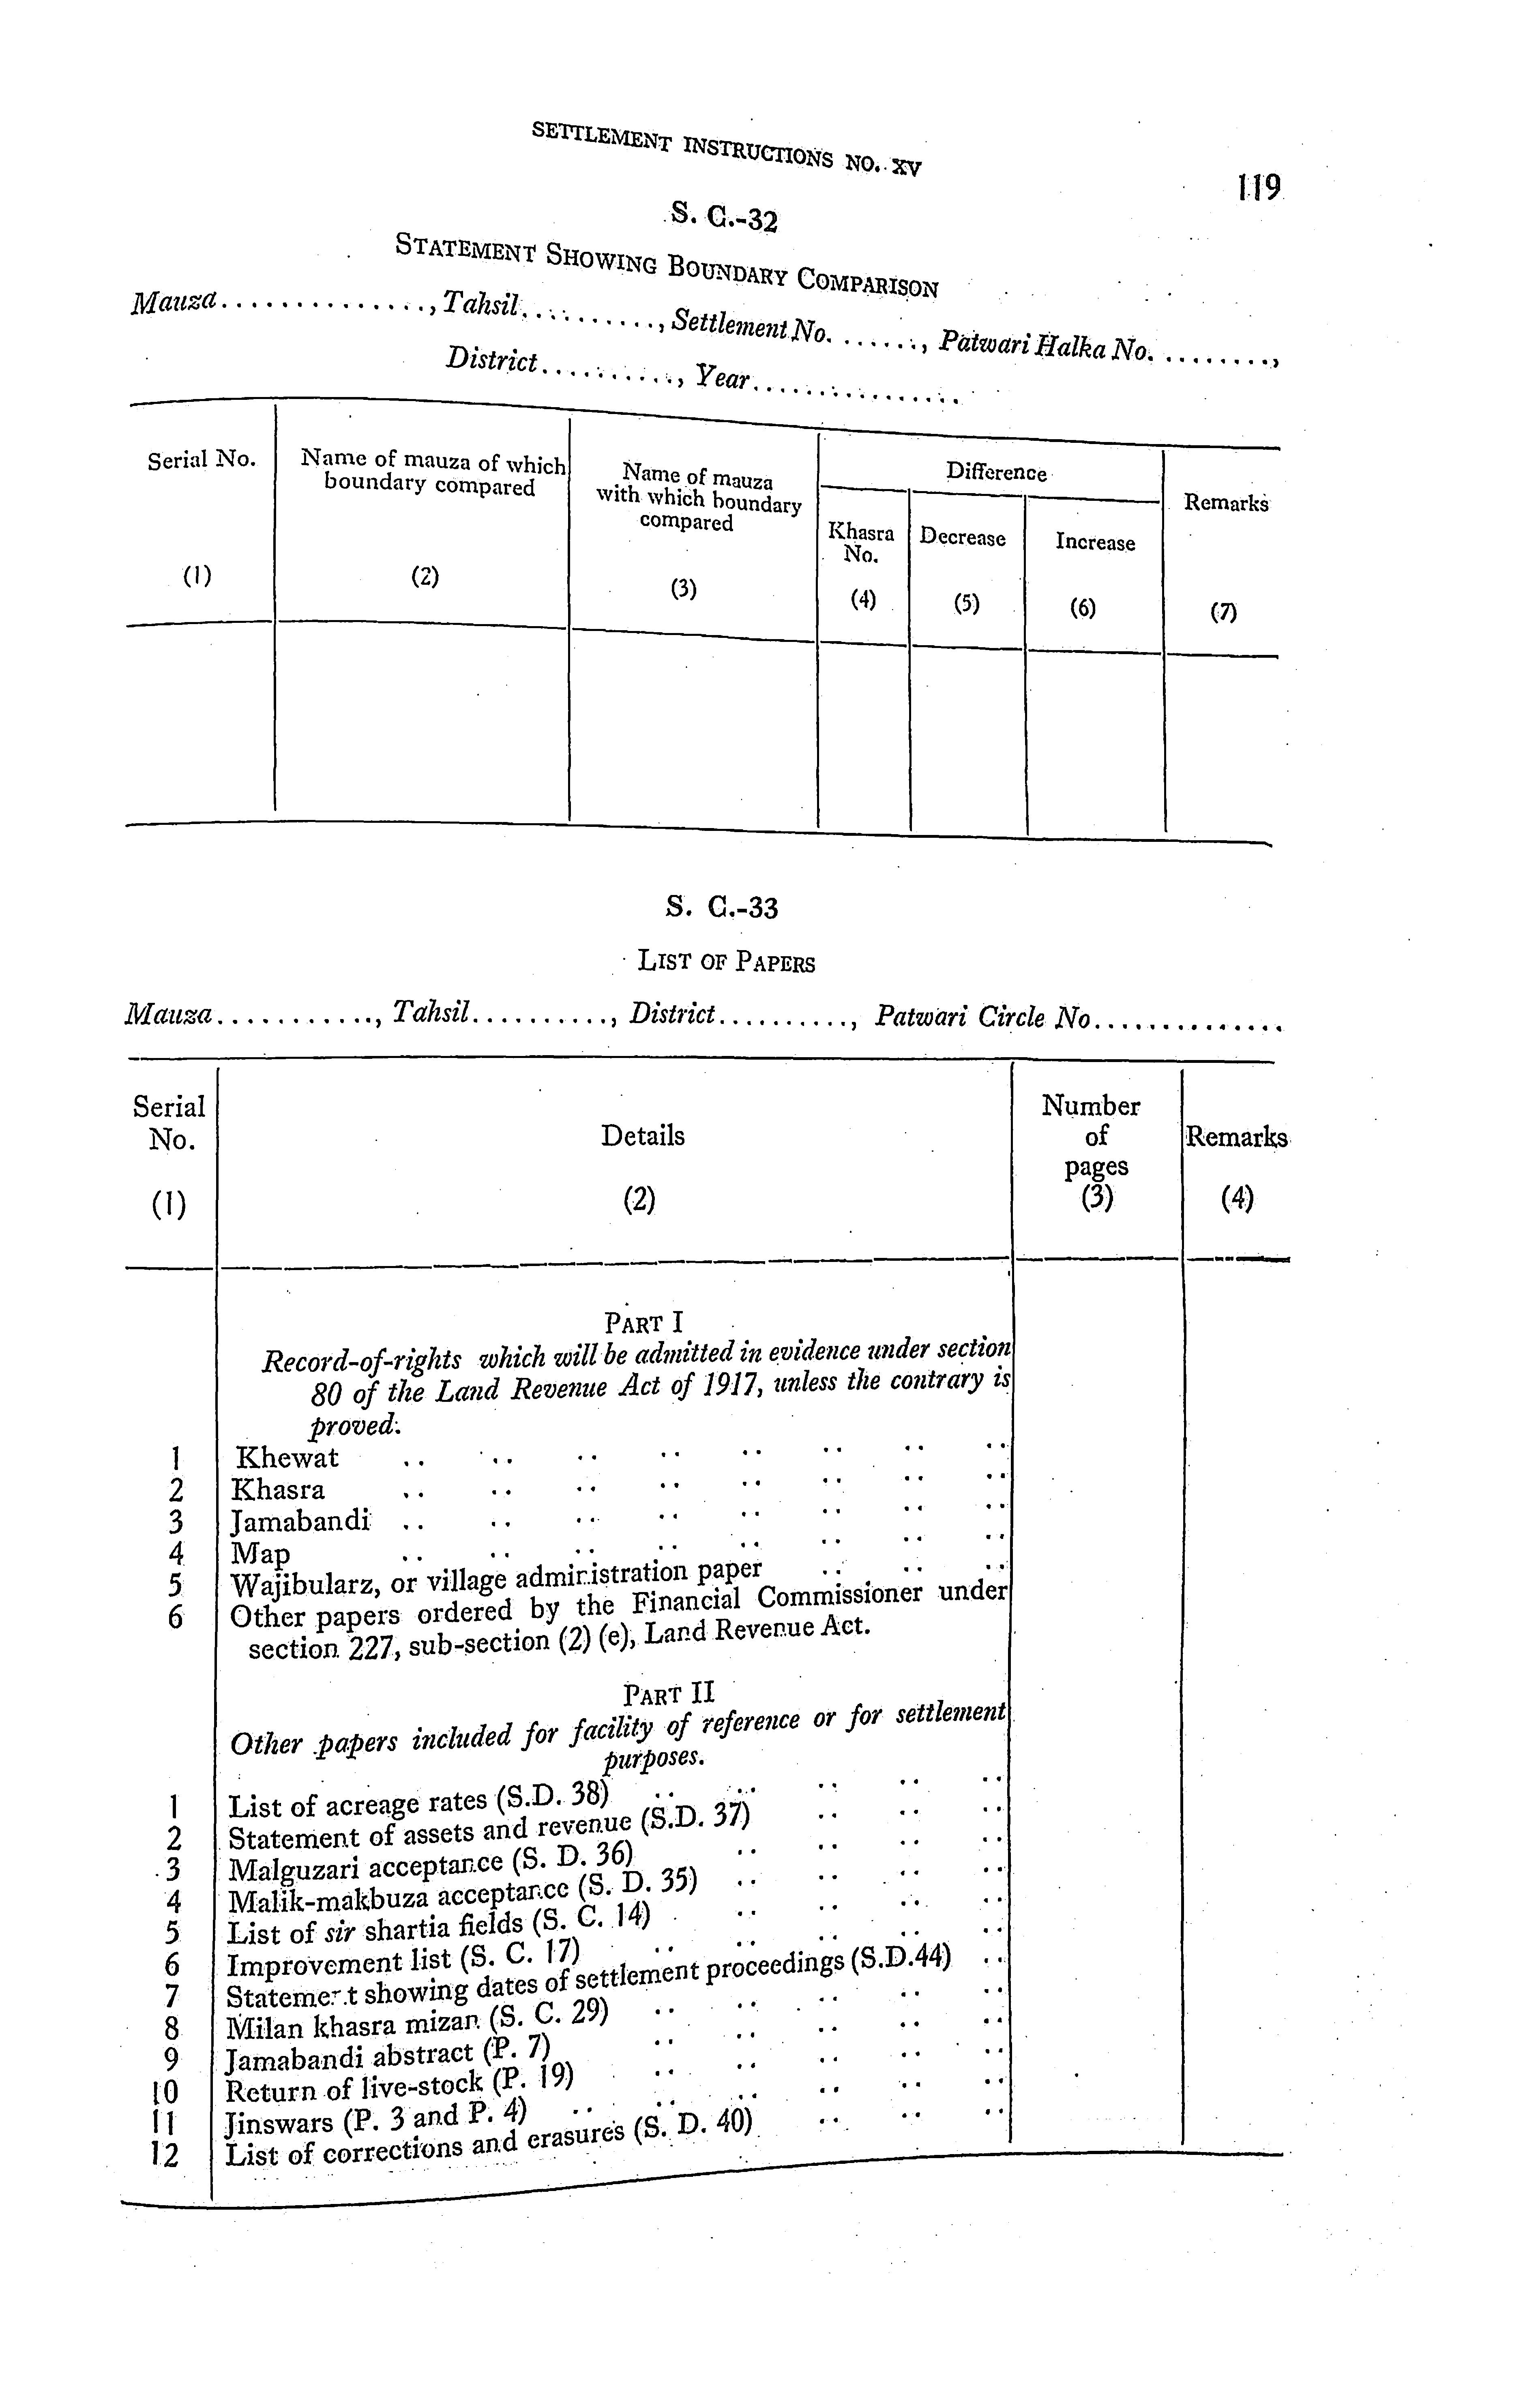 SETTLEMENT INSTRUCTIONS NO. XV
119
S. C.-32
STATEMENT SHOWING BOUNDARY COMPARISON
Mauza.............., Tahsil.........., Settlement No. ......., Patwari Halka No. ........,
District.........., Year...............
Serial No.
Name of mauza of which
boundary compared
Name of mauza
with which boundary
compared
Difference
Remarks
Khasra
No.
Decrease
Increase
(1)
(2)
(3)
(4)
(5)
(6)
(7)
S. C.-33
LIST OF PAPERS
Mauza..........., Tahsil.........., District.........., Patwari Circle No..............
Serial
No.
Details
Number
of
pages
Remarks
(1)
(2)
(3)
(4)
PART I
Record-of-rights which will be admitted in evidence under section
80 of the Land Revenue Act of 1917, unless the contrary is
proved.
1 Khewat .. .. .. .. .. .. .. ..
2 Khasra .. .. .. .. .. .. .. ..
3 Jamabandi .. .. .. .. .. .. .. ..
4 Map .. .. .. .. .. .. .. ..
5 Wajibularz, or village administration paper .. .. ..
6 Other papers ordered by the Financial Commissioner under
section 227, sub-section (2) (e), Land Revenue Act.
PART II
Other papers included for facility of reference or for settlement
purposes.
1 List of acreage rates (S.D. 38) .. .. .. .. ..
2 Statement of assets and revenue (S.D. 37) .. .. ..
3 Malguzari acceptance (S. D. 36) .. .. .. ..
4 Malik-makbuza acceptance (S. D. 35) .. .. .. ..
5 List of sir shartia fields (S. C. 14) .. .. .. ..
6 Improvement list (S. C. 17) .. .. .. .. ..
7 Statement showing dates of settlement proceedings (S.D.44) ..
8 Milan khasra mizan (S. C. 29) .. .. .. .. ..
9 Jamabandi abstract (P. 7) .. .. .. .. ..
10 Return of live-stock (P. 19) .. .. .. .. ..
11 Jinswars (P. 3 and P. 4) .. .. .. .. .. ..
12 List of corrections and erasures (S. D. 40) .. .. ..